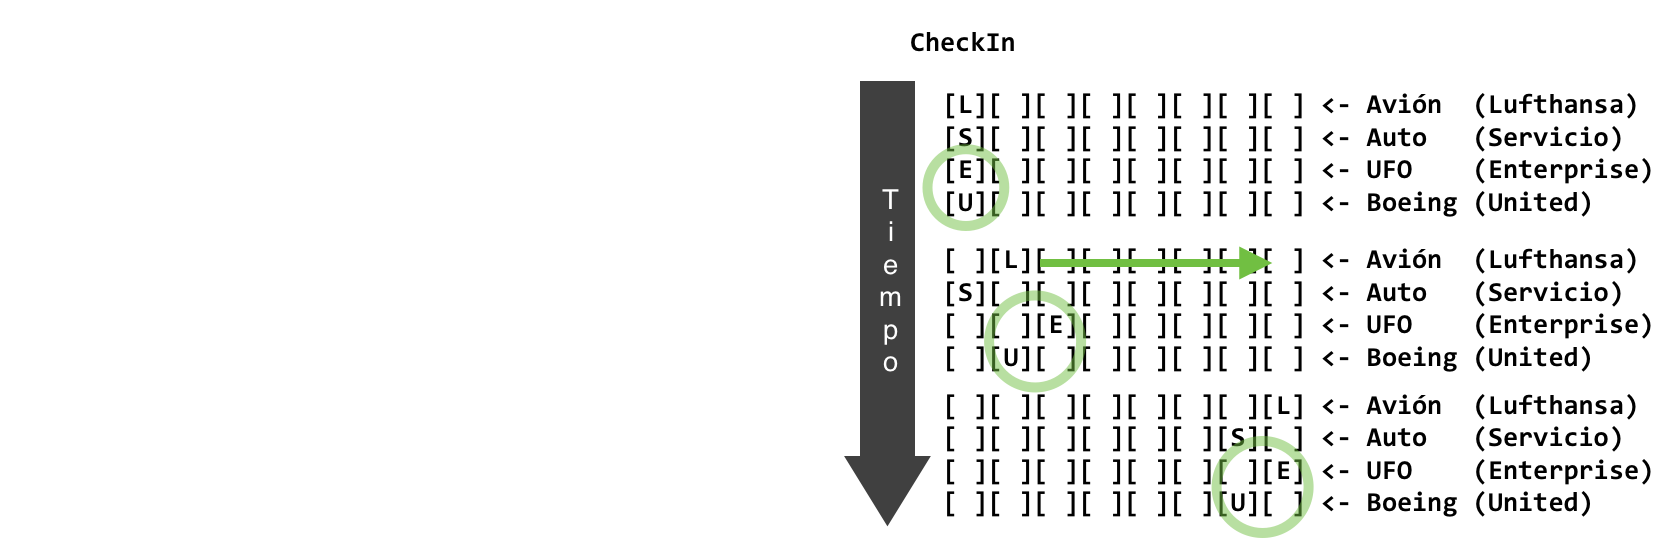 CheckIn
Tiempo
[L][ ][ ][ ][ ][ ][ ][ ] <- Avión  (Lufthansa)
[S][ ][ ][ ][ ][ ][ ][ ] <- Auto   (Servicio)
[E][ ][ ][ ][ ][ ][ ][ ] <- UFO    (Enterprise)
[U][ ][ ][ ][ ][ ][ ][ ] <- Boeing (United)
[ ][L][ ][ ][ ][ ][ ][ ] <- Avión  (Lufthansa)
[S][ ][ ][ ][ ][ ][ ][ ] <- Auto   (Servicio)
[ ][ ][E][ ][ ][ ][ ][ ] <- UFO    (Enterprise)
[ ][U][ ][ ][ ][ ][ ][ ] <- Boeing (United)
[ ][ ][ ][ ][ ][ ][ ][L] <- Avión  (Lufthansa)
[ ][ ][ ][ ][ ][ ][S][ ] <- Auto   (Servicio)
[ ][ ][ ][ ][ ][ ][ ][E] <- UFO    (Enterprise)
[ ][ ][ ][ ][ ][ ][U][ ] <- Boeing (United)